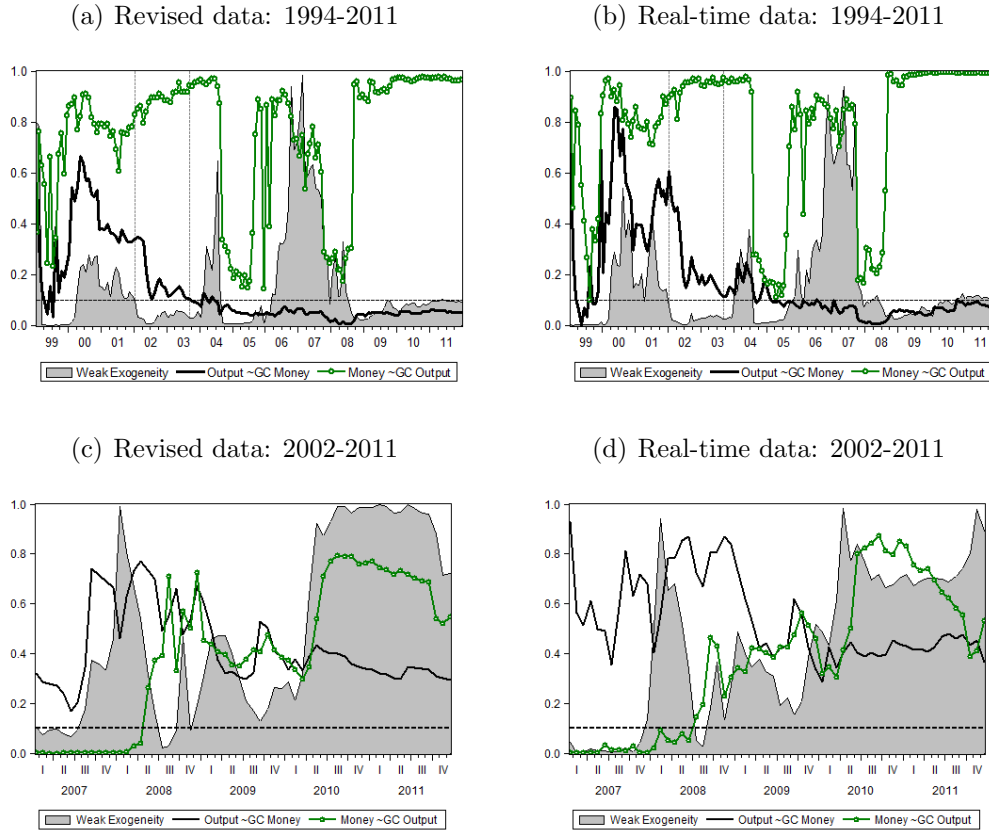 (a) Revised data: 1994-2011
(b) Real-time data: 1994-2011
1.0
0.8
0.6
0.4
0.2
0.0
99 00 01 02 03 04 05 06 07 08 09 10 11
Weak Exogeneity Output ~GC Money Money ~GC Output
1.0
0.8
0.6
0.4
0.2
0.0
99 00 01 02 03 04 05 06 07 08 09 10 11
Weak Exogeneity Output ~GC Money Money ~GC Output
(c) Revised data: 2002-2011
(d) Real-time data: 2002-2011
1.0
0.8
0.6
0.4
0.2
0.0
I II III IV I II III IV I II III IV I II III IV I II III IV
2007 2008 2009 2010 2011
Weak Exogeneity Output ~GC Money Money ~GC Output
1.0
0.8
0.6
0.4
0.2
0.0
I II III IV I II III IV I II III IV I II III IV I II III IV
2007 2008 2009 2010 2011
Weak Exogeneity Output ~GC Money Money ~GC Output